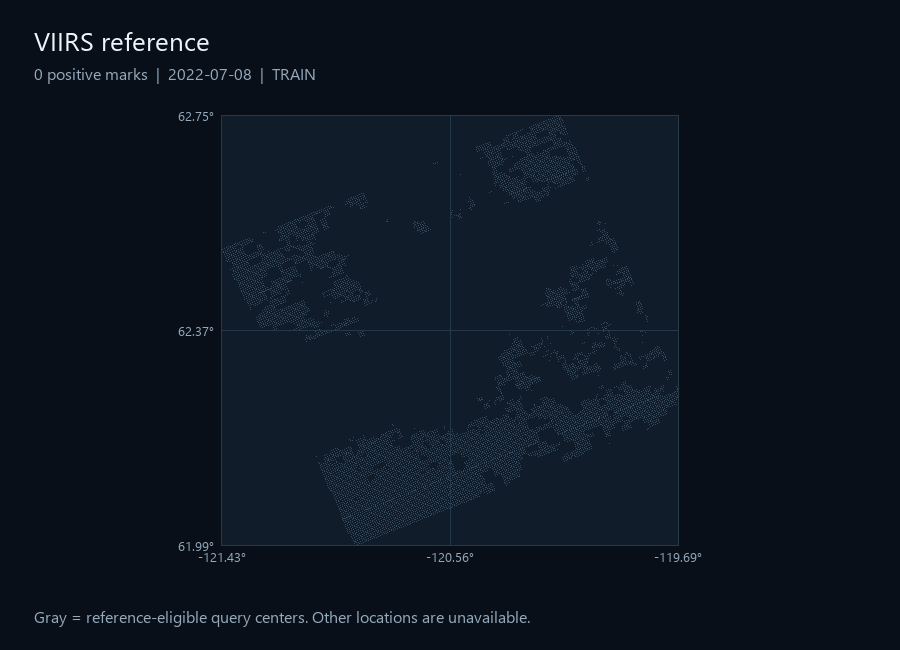 VIIRS reference
0 positive marks | 2022-07-08 | TRAIN
62.75°
62.37°
61.99°
-121.43°
-120.56°
-119.69°
Gray = reference-eligible query centers. Other locations are unavailable.